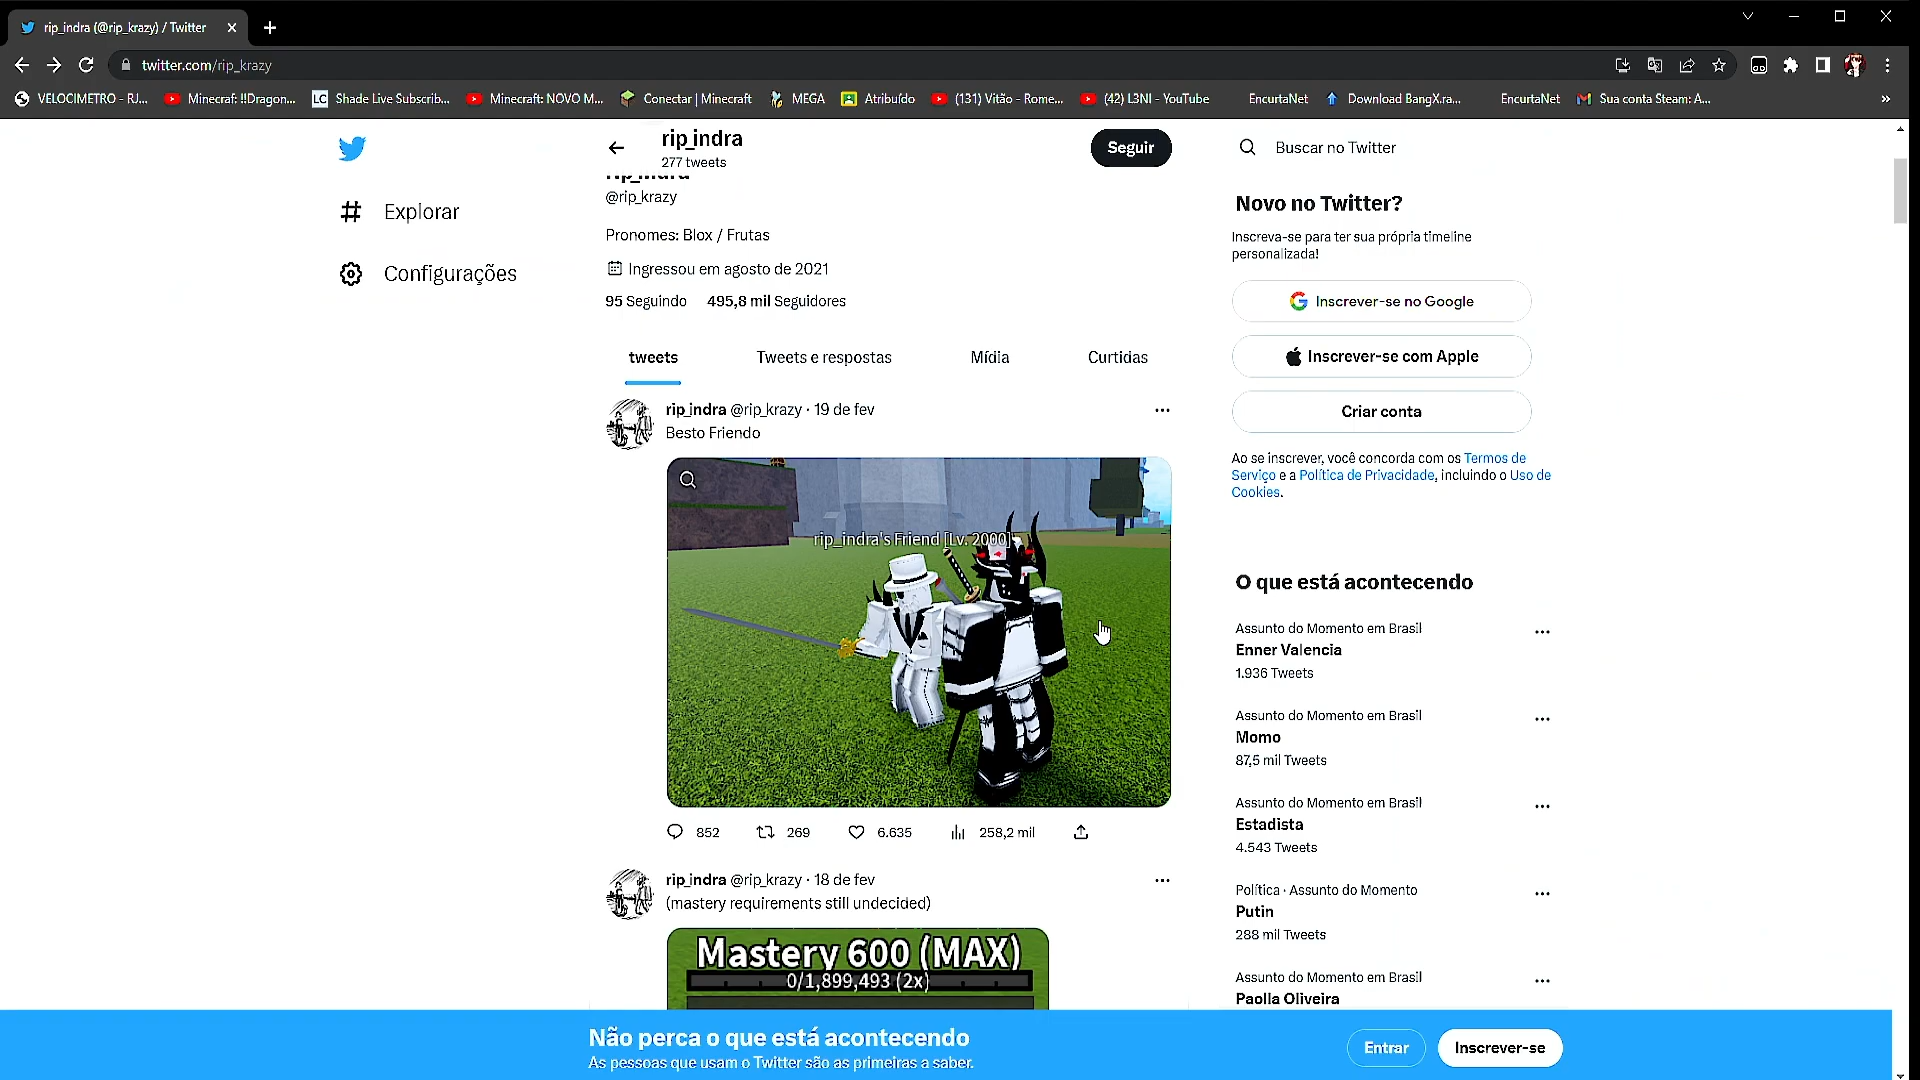 rip_indra (@rip_krazy) / Twitter
twitter.com/rip_krazy
VELOCIMETRO - RJ...
Minecraf: !!Dragon...
LC Shade Live Subscrib...
Minecraft: NOVO M...
Conectar | Minecraft
MEGA
Atribuído
(131) Vitão - Rome...
(42) L3NI - YouTube
EncurtaNet
Download BangX.ra...
EncurtaNet
Sua conta Steam: A...
rip_indra
277 tweets
Seguir
Buscar no Twitter
Explorar
Configurações
rip_indra
@rip_krazy
Pronomes: Blox / Frutas
Ingressou em agosto de 2021
95 Seguindo 495,8 mil Seguidores
tweets Tweets e respostas Mídia Curtidas
rip_indra @rip_krazy · 19 de fev
Besto Friendo
rip_indra's Friend [Lv. 2000]
852 269 6.635 258,2 mil
rip_indra @rip_krazy · 18 de fev
(mastery requirements still undecided)
Mastery 600 (MAX)
0/1,899,493 (2x)
Novo no Twitter?
Inscreva-se para ter sua própria timeline
personalizada!
Inscrever-se no Google
Inscrever-se com Apple
Criar conta
Ao se inscrever, você concorda com os Termos de
Serviço e a Política de Privacidade, incluindo o Uso de
Cookies.
O que está acontecendo
Assunto do Momento em Brasil
Enner Valencia
1.936 Tweets
Assunto do Momento em Brasil
Momo
87,5 mil Tweets
Assunto do Momento em Brasil
Estadista
4.543 Tweets
Política · Assunto do Momento
Putin
288 mil Tweets
Assunto do Momento em Brasil
Paolla Oliveira
Não perca o que está acontecendo
As pessoas que usam o Twitter são as primeiras a saber.
Entrar
Inscrever-se